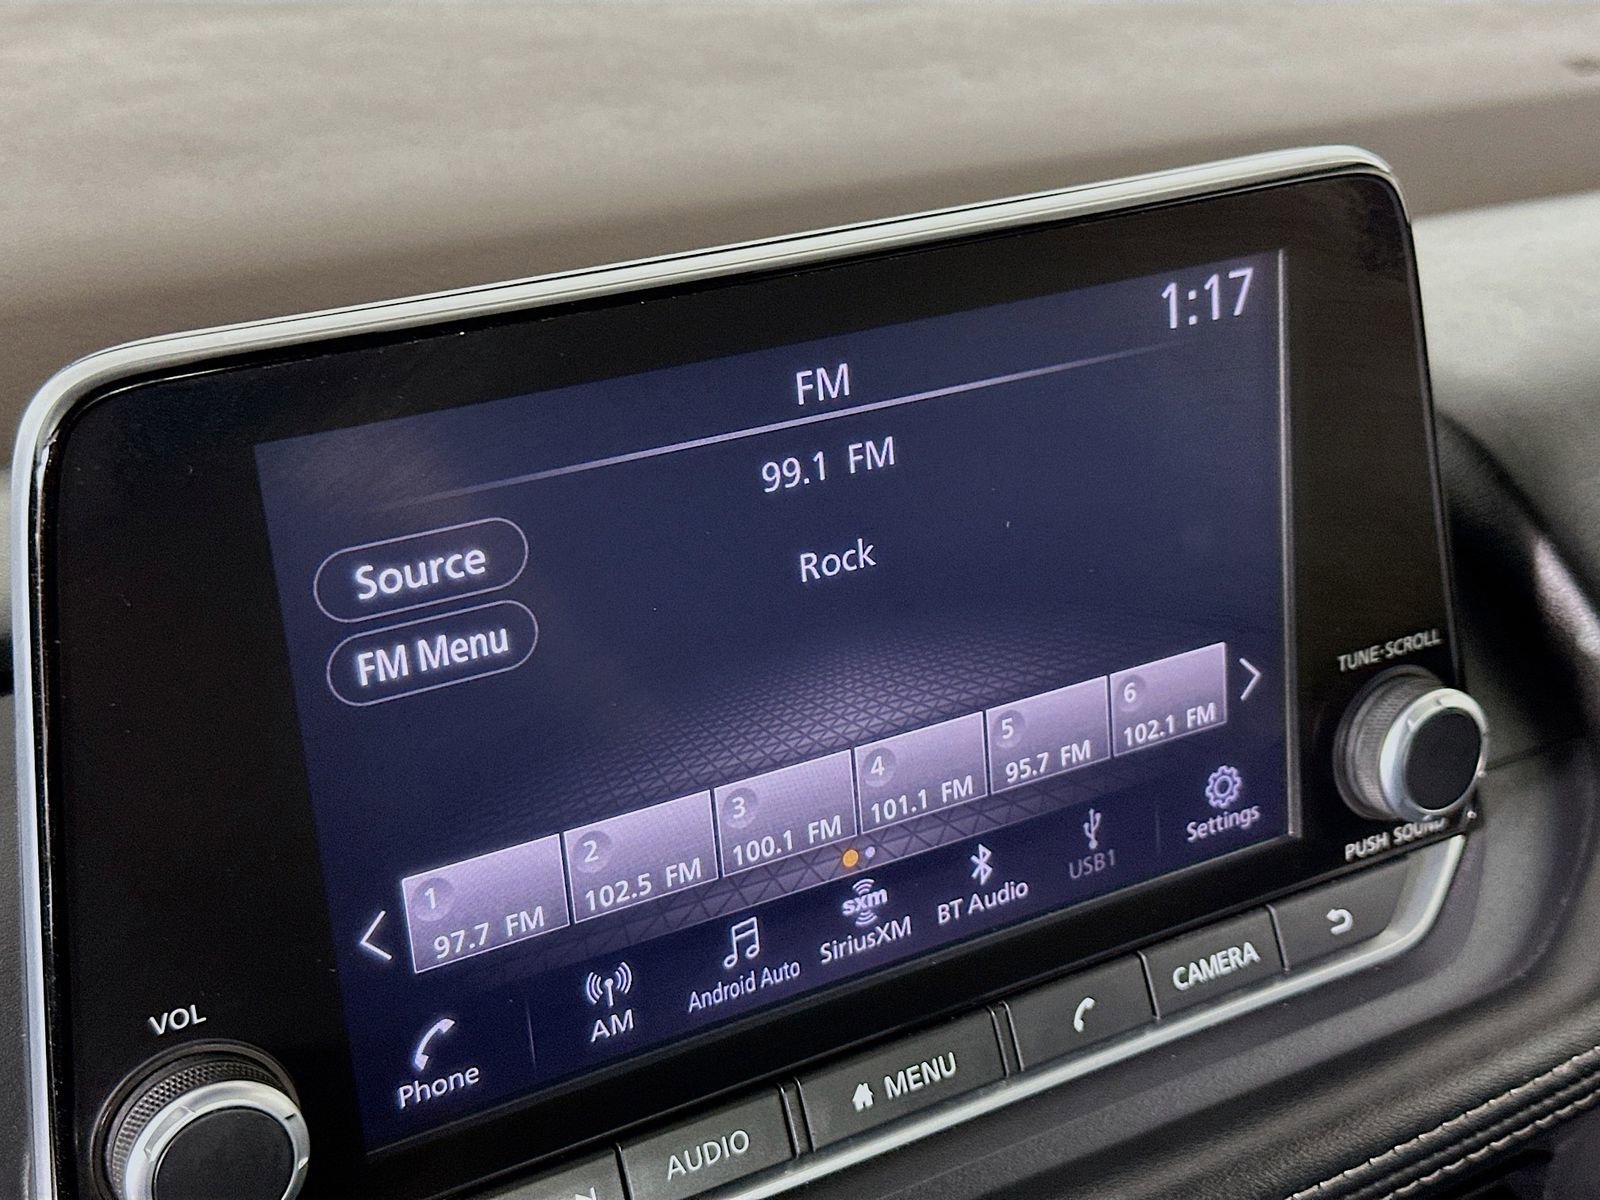 1:17
FM
99.1 FM
Source
Rock
FM Menu
1
97.7 FM
2
102.5 FM
3
100.1 FM
4
101.1 FM
5
95.7 FM
6
102.1 FM
Phone
AM
Android Auto
sxm
SiriusXM
BT Audio
USB1
Settings
TUNE·SCROLL
PUSH SOUND
VOL
AUDIO
MENU
CAMERA